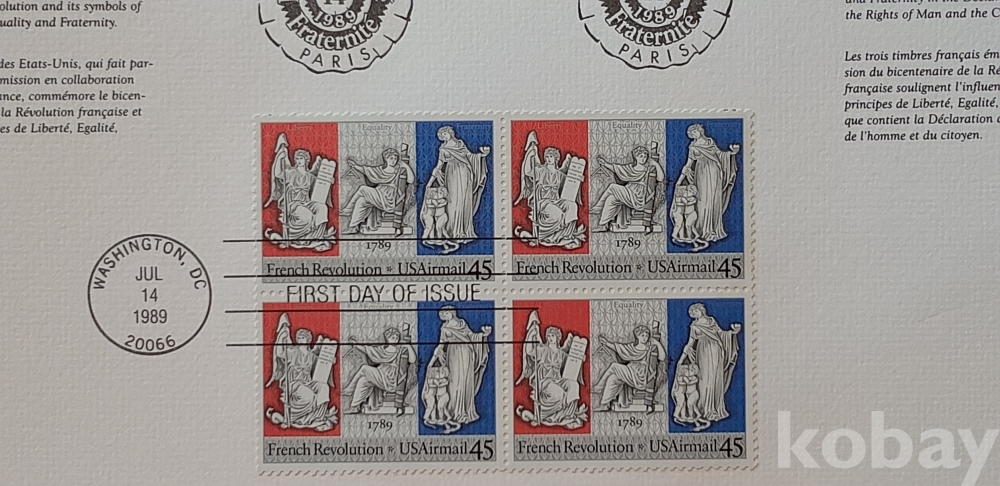 olution and its symbols of
uality and Fraternity.
des Etats-Unis, qui fait par-
mission en collaboration
ance, commémore le bicen-
la Révolution française et
es de Liberté, Egalité,
1989
Fraternité
PARIS
1989
Fraternité
PARIS
the Rights of Man and the C
Les trois timbres français ém
sion du bicentenaire de la Ré
française soulignent l'influen
principes de Liberté, Egalité,
que contient la Déclaration d
de l'homme et du citoyen.
Equality
Fraternity
1789
French Revolution USAirmail 45
Equality
1789
French Revolution USAirmail 45
WASHINGTON, DC
JUL
14
1989
20066
FIRST DAY OF ISSUE
1789
French Revolution USAirmail 45
Equality
1789
French Revolution USAirmail 45
kobay